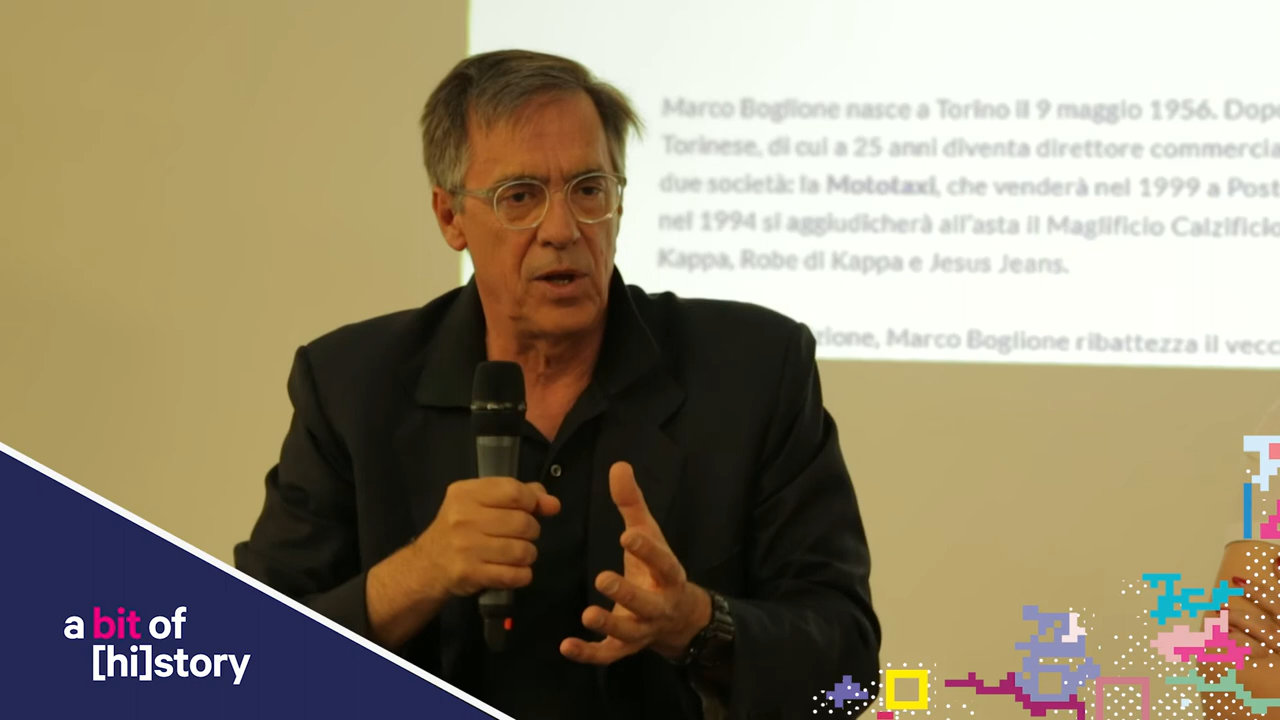 Marco Boglione nasce a Torino il 9 maggio 1956. Dop
Torinese, di cui a 25 anni diventa direttore commercia
due società: la Mototaxi, che venderà nel 1999 a Post
nel 1994 si aggiudicherà all'asta il Maglificio Calzificio
Kappa, Robe di Kappa e Jesus Jeans.
zione, Marco Boglione ribattezza il vecc
a bit of
[hi]story